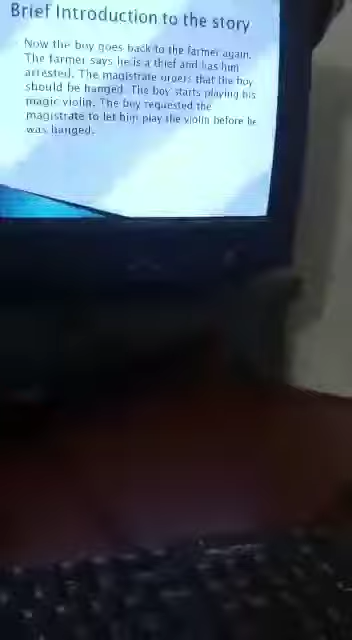 Brief Introduction to the story
Now the boy goes back to the farmer again.
The farmer says he is a thief and has him
arrested. The magistrate orders that the boy
should be hanged. The boy starts playing his
magic violin. The boy requested the
magistrate to let him play the violin before he
was hanged.